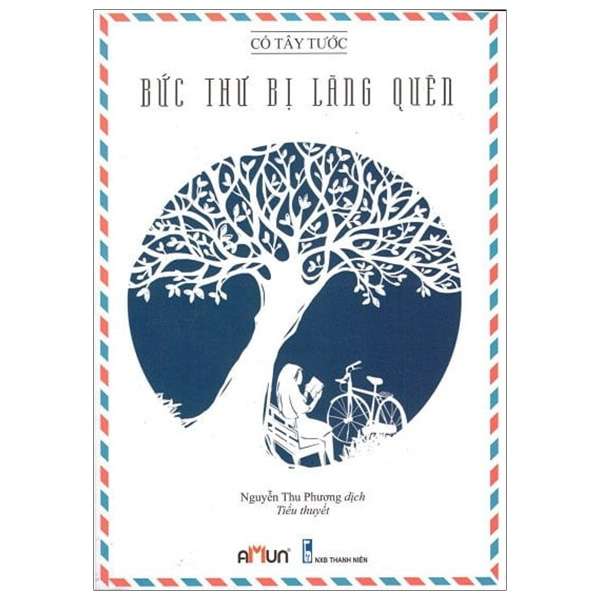 CỐ TÂY TƯỚC
BỨC THƯ BỊ LÃNG QUÊN
Nguyễn Thu Phương dịch
Tiểu thuyết
AMUN®
NXB THANH NIÊN